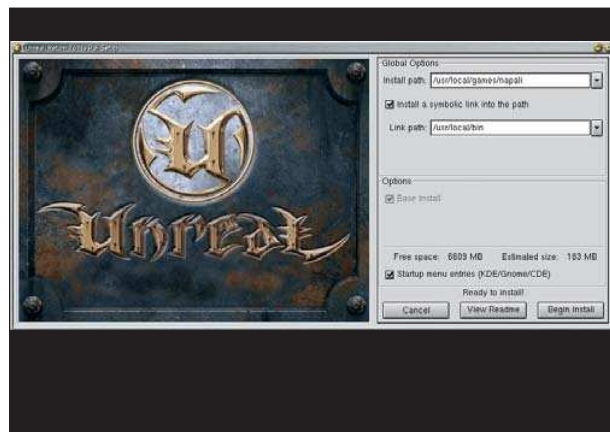 Unreal
Global Options
Install path: /usr/local/games/napali
Install a symbolic link into the path
Link path: /usr/local/bin
Options
Base Install
Free space: 6609 MB Estimated size: 163 MB
Startup menu entries (KDE/Gnome/CDE)
Ready to install!
Cancel View Readme Begin Install